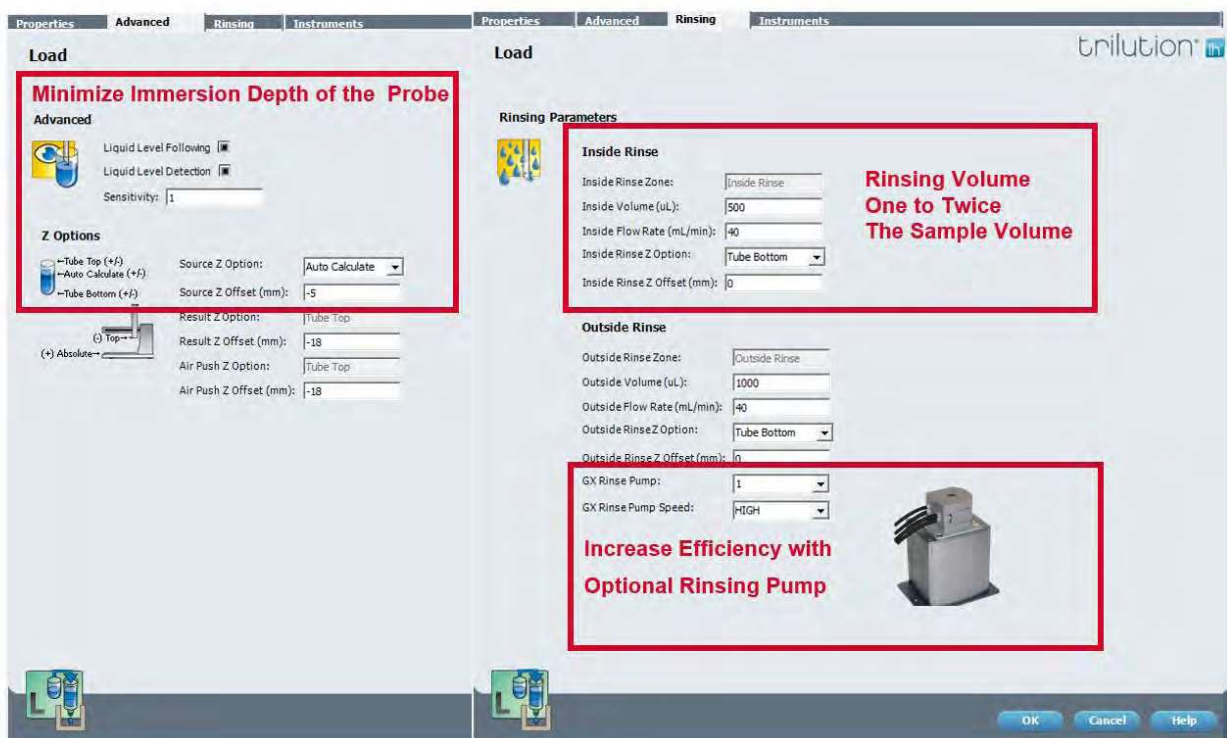 Properties Advanced Rinsing Instruments
Load
Minimize Immersion Depth of the Probe
Advanced
Liquid Level Following
Liquid Level Detection
Sensitivity: 1
Z Options
←Tube Top (+/-)
←Auto Calculate (+/-)
←Tube Bottom (+/-)
Source Z Option: Auto Calculate
Source Z Offset (mm): -5
(-) Top→
(+) Absolute→
Result Z Option: Tube Top
Result Z Offset (mm): -18
Air Push Z Option: Tube Top
Air Push Z Offset (mm): -18
L
Properties Advanced Rinsing Instruments
trilution lh
Load
Rinsing Parameters
Inside Rinse
Inside Rinse Zone: Inside Rinse
Inside Volume (uL): 500
Inside Flow Rate (mL/min): 40
Inside Rinse Z Option: Tube Bottom
Inside Rinse Z Offset (mm): 0
Rinsing Volume
One to Twice
The Sample Volume
Outside Rinse
Outside Rinse Zone: Outside Rinse
Outside Volume (uL): 1000
Outside Flow Rate (mL/min): 40
Outside Rinse Z Option: Tube Bottom
Outside Rinse Z Offset (mm): 0
GX Rinse Pump: 1
GX Rinse Pump Speed: HIGH
Increase Efficiency with
Optional Rinsing Pump
L
OK Cancel Help